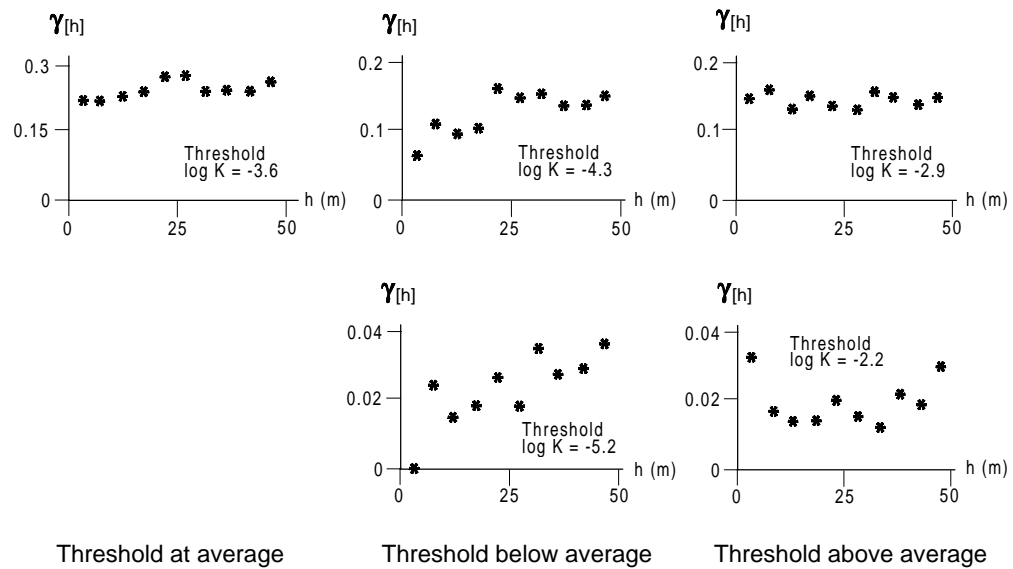 γ[h]
0.3
0.15
0
0
25
50
h (m)
Threshold
log K = -3.6
γ[h]
0.2
0.1
0
0
25
50
h (m)
Threshold
log K = -4.3
γ[h]
0.2
0.1
0
0
25
50
h (m)
Threshold
log K = -2.9
γ[h]
0.04
0.02
0
0
25
50
h (m)
Threshold
log K = -5.2
γ[h]
0.04
0.02
0
0
25
50
h (m)
Threshold
log K = -2.2
Threshold at average
Threshold below average
Threshold above average